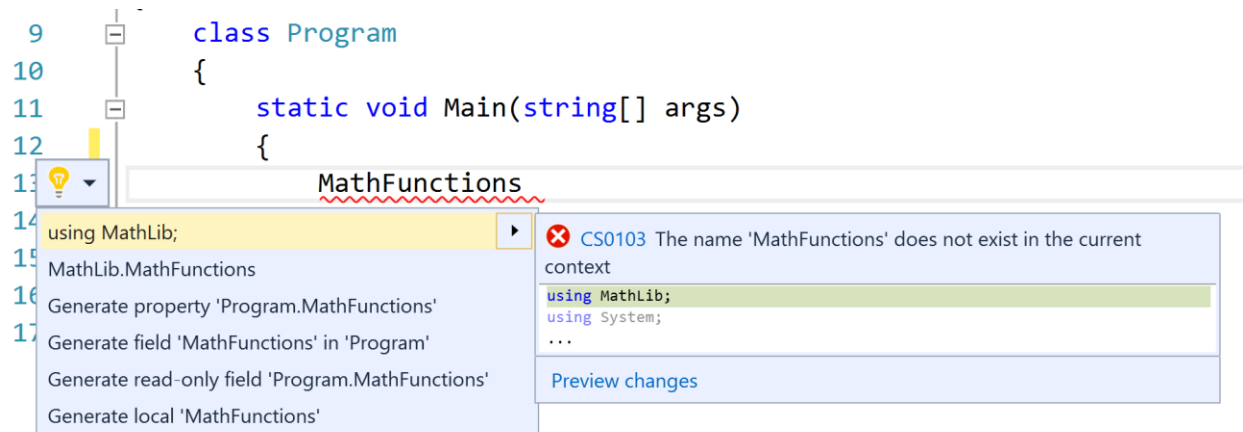 9 class Program
10 {
11 static void Main(string[] args)
12 {
13 MathFunctions
14
using MathLib;
15
MathLib.MathFunctions
16
Generate property 'Program.MathFunctions'
17
Generate field 'MathFunctions' in 'Program'
Generate read-only field 'Program.MathFunctions'
Generate local 'MathFunctions'
CS0103 The name 'MathFunctions' does not exist in the current
context
using MathLib;
using System;
...
Preview changes